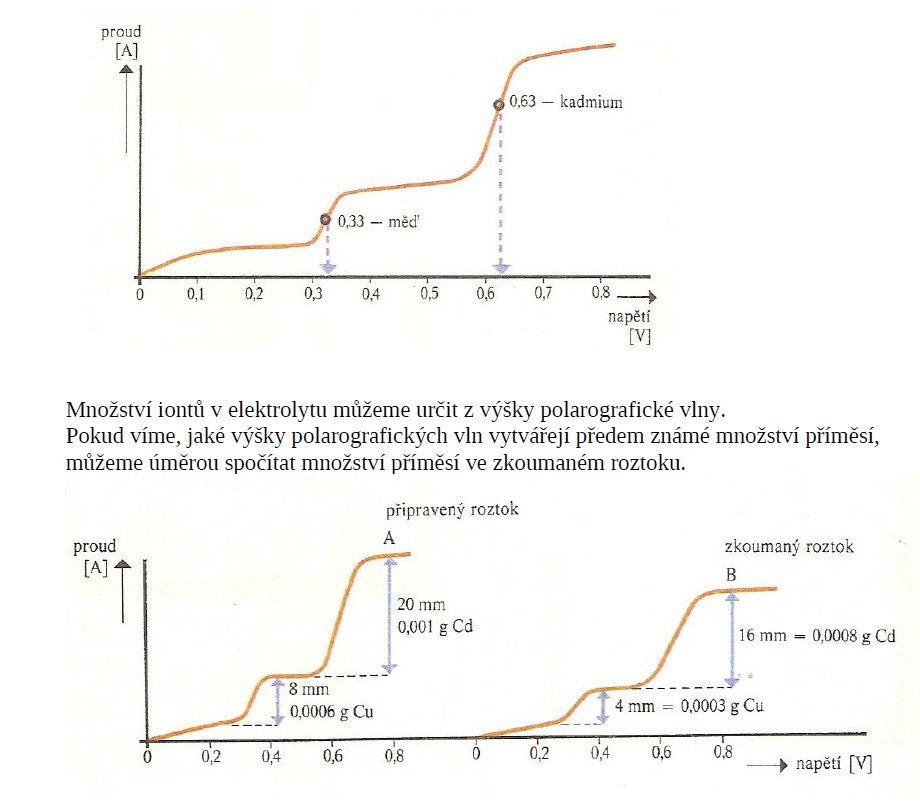 proud
[A]
0,63 – kadmium
0,33 – měď
0 0,1 0,2 0,3 0,4 0,5 0,6 0,7 0,8
napětí
[V]
Množství iontů v elektrolytu můžeme určit z výšky polarografické vlny.
Pokud víme, jaké výšky polarografických vln vytvářejí předem známé množství příměsí,
můžeme úměrou spočítat množství příměsí ve zkoumaném roztoku.
připravený roztok
A
proud
[A]
20 mm
0,001 g Cd
8 mm
0,0006 g Cu
0 0,2 0,4 0,6 0,8
zkoumaný roztok
B
16 mm = 0,0008 g Cd
4 mm = 0,0003 g Cu
0 0,2 0,4 0,6 0,8
napětí [V]